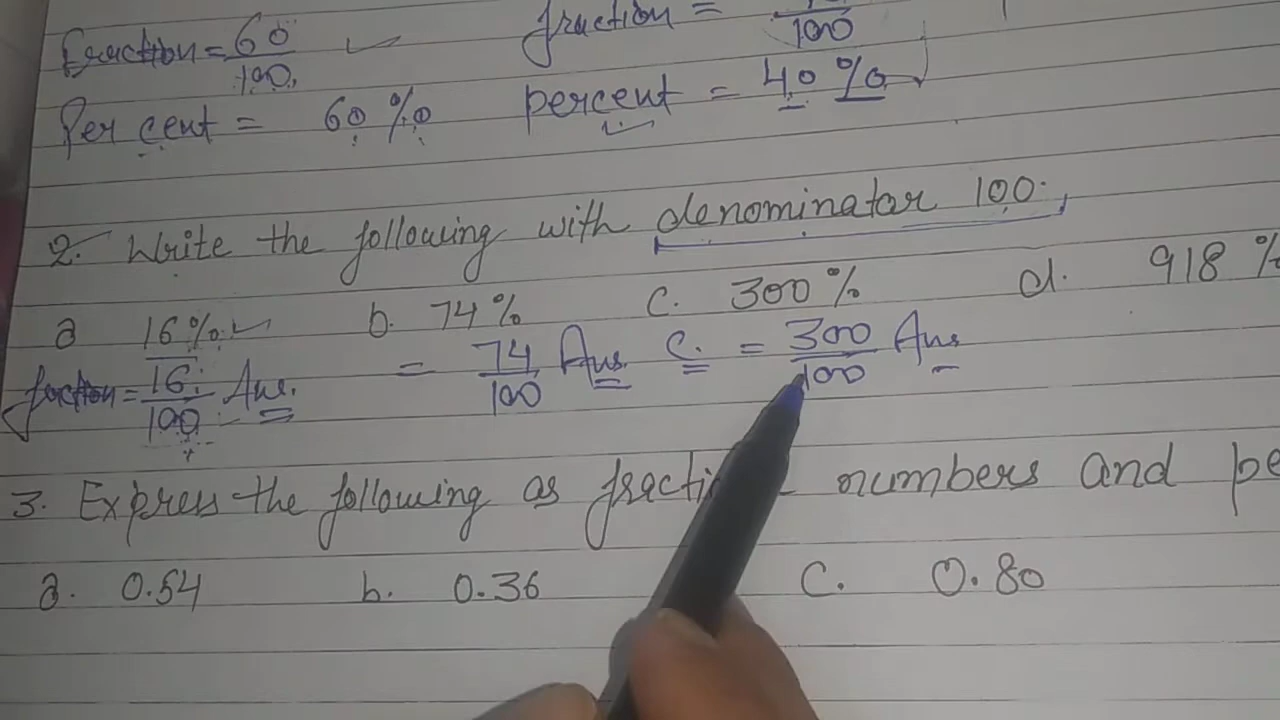 fraction = 60/100 fraction = /100
Per cent = 60 % percent = 40 %
2. Write the following with denominator 100.
a 16% b. 74% c. 300% d. 918 %
fraction = 16/100 Ans. = 74/100 Ans. C. = 300/100 Ans
3. Express the following as numbers and
a. 0.54 b. 0.36 C. 0.80